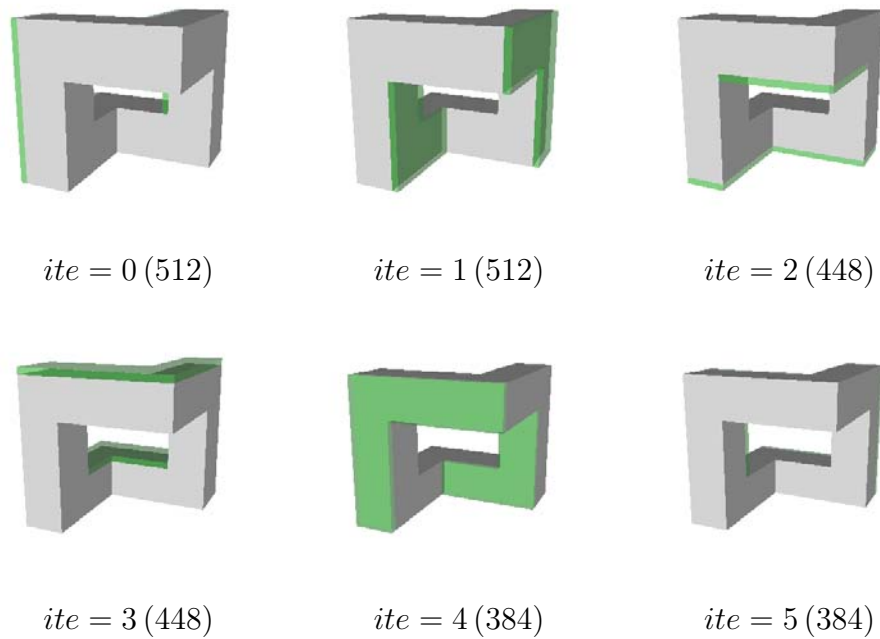 ite = 0 (512)
ite = 1 (512)
ite = 2 (448)
ite = 3 (448)
ite = 4 (384)
ite = 5 (384)